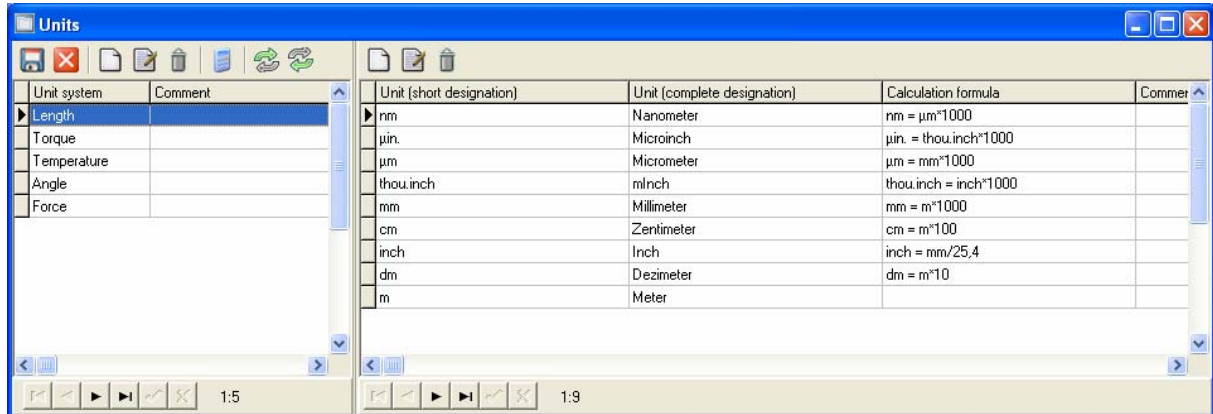 Units
Unit system Comment
Length
Torque
Temperature
Angle
Force
1:5
Unit (short designation) Unit (complete designation) Calculation formula Commer
nm Nanometer nm = µm*1000
µin. Microinch µin. = thou.inch*1000
µm Micrometer µm = mm*1000
thou.inch mInch thou.inch = inch*1000
mm Millimeter mm = m*1000
cm Zentimeter cm = m*100
inch Inch inch = mm/25,4
dm Dezimeter dm = m*10
m Meter
1:9